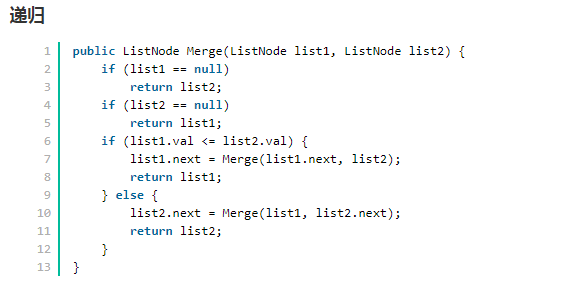 递归
1 public ListNode Merge(ListNode list1, ListNode list2) {
2     if (list1 == null)
3         return list2;
4     if (list2 == null)
5         return list1;
6     if (list1.val <= list2.val) {
7         list1.next = Merge(list1.next, list2);
8         return list1;
9     } else {
10         list2.next = Merge(list1, list2.next);
11         return list2;
12     }
13 }